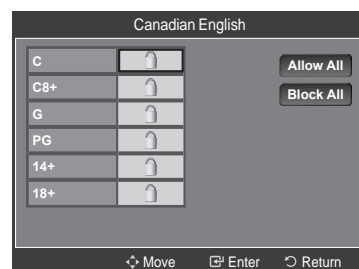 Canadian English
C
Allow All
C8+
Block All
G
PG
14+
18+
Move Enter Return